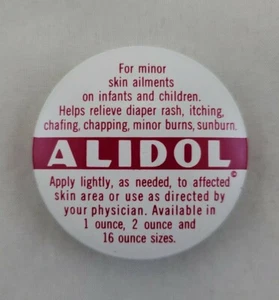 For minor
skin ailments
on infants and children.
Helps relieve diaper rash, itching,
chafing, chapping, minor burns, sunburn.
ALIDOL©
Apply lightly, as needed, to affected
skin area or use as directed by
your physician. Available in
1 ounce, 2 ounce and
16 ounce sizes.